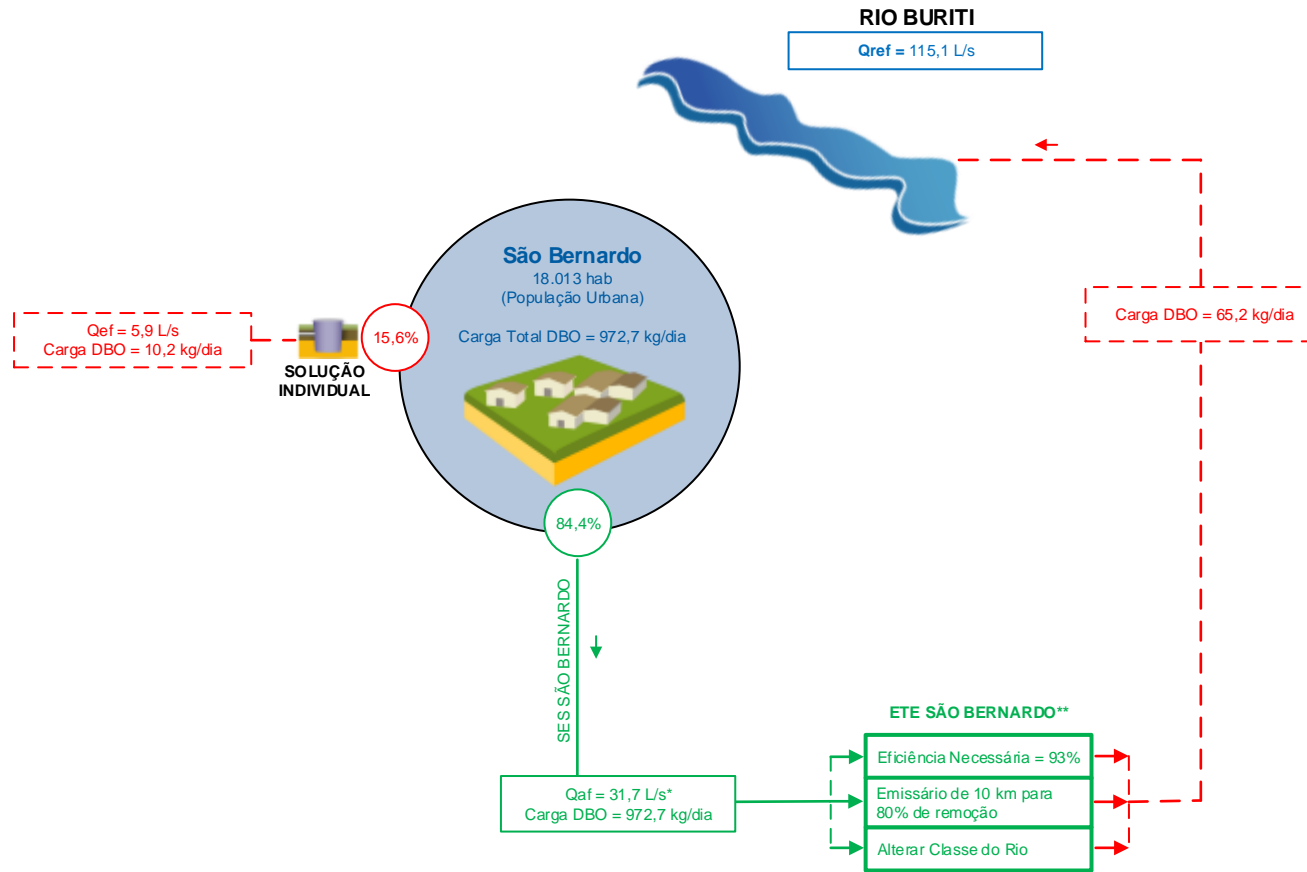 RIO BURITI
Qref = 115,1 L/s
São Bernardo
18.013 hab
(População Urbana)
Carga Total DBO = 972,7 kg/dia
Qef = 5,9 L/s
Carga DBO = 10,2 kg/dia
15,6%
SOLUÇÃO
INDIVIDUAL
Carga DBO = 65,2 kg/dia
84,4%
SES SÃO BERNARDO
ETE SÃO BERNARDO**
Qaf = 31,7 L/s*
Carga DBO = 972,7 kg/dia
Eficiência Necessária = 93%
Emissário de 10 km para
80% de remoção
Alterar Classe do Rio